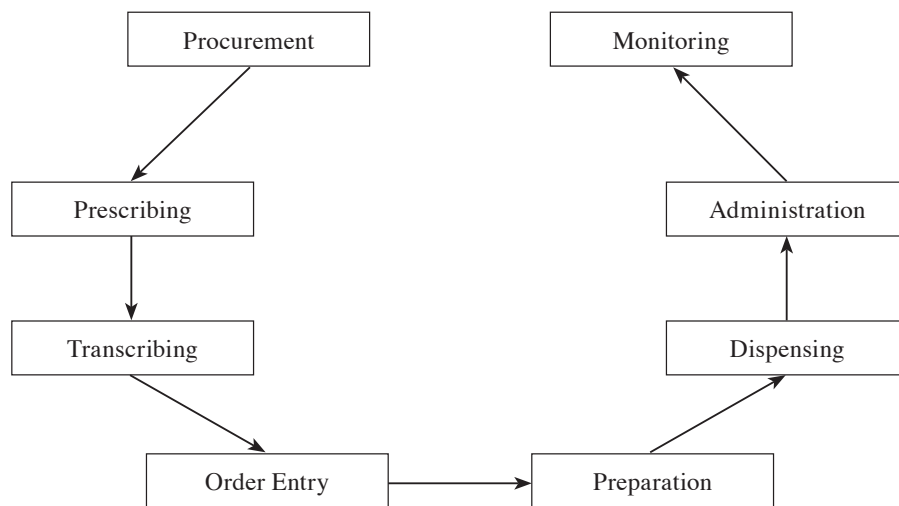 Procurement
Monitoring
Prescribing
Administration
Transcribing
Dispensing
Order Entry
Preparation